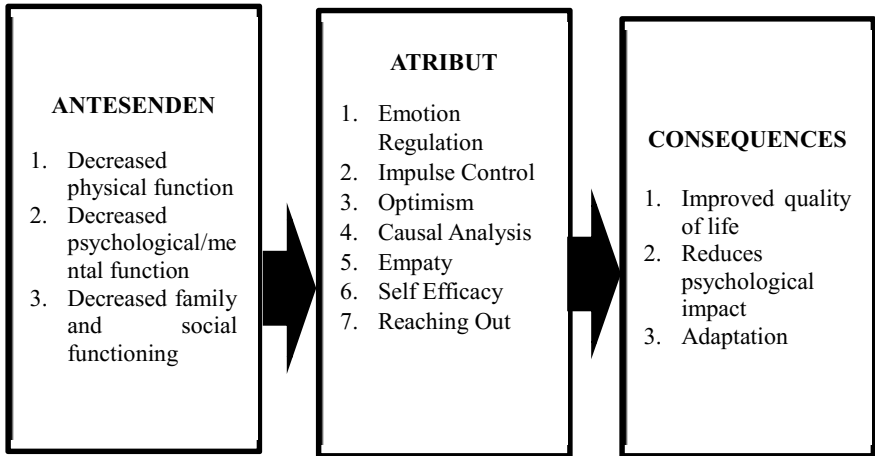 ANTESENDEN
1. Decreased
physical function
2. Decreased
psychological/me
ntal function
3. Decreased family
and social
functioning
ATRIBUT
1. Emotion
Regulation
2. Impulse Control
3. Optimism
4. Causal Analysis
5. Empaty
6. Self Efficacy
7. Reaching Out
CONSEQUENCES
1. Improved quality
of life
2. Reduces
psychological
impact
3. Adaptation